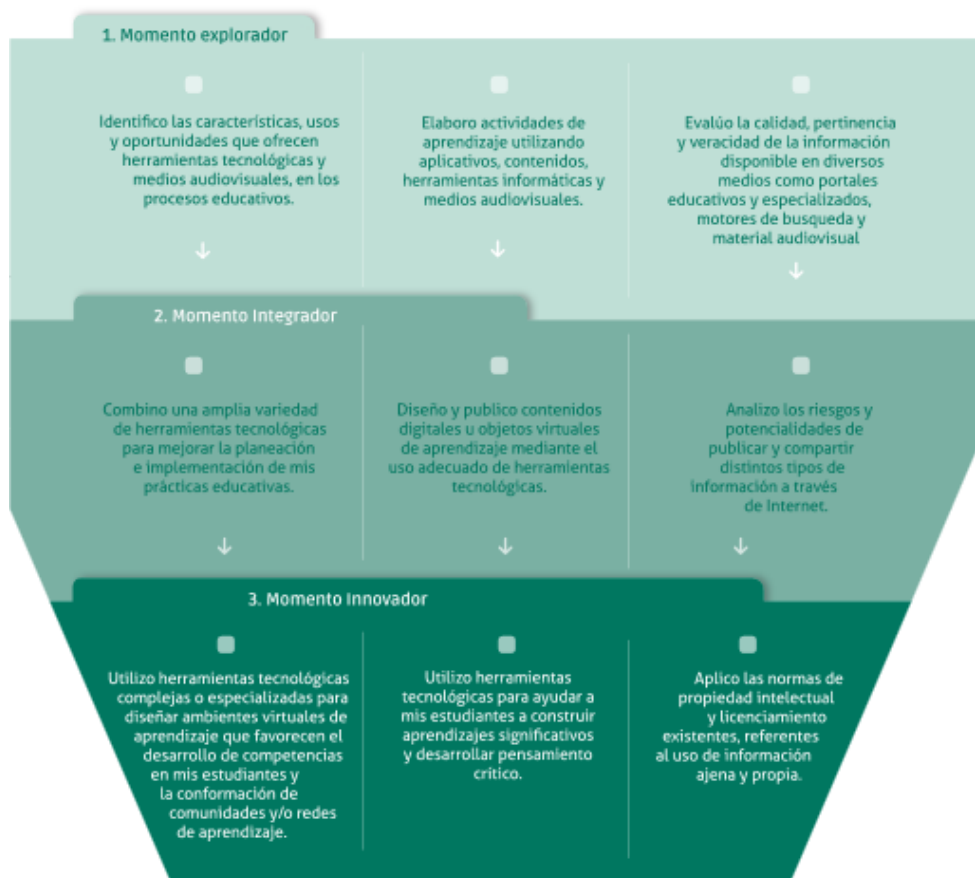 1. Momento explorador
Identifico las características, usos
y oportunidades que ofrecen
herramientas tecnológicas y
medios audiovisuales, en los
procesos educativos.
Elaboro actividades de
aprendizaje utilizando
aplicativos, contenidos,
herramientas informáticas y
medios audiovisuales.
Evalúo la calidad, pertinencia
y veracidad de la información
disponible en diversos
medios como portales
educativos y especializados,
motores de busqueda y
material audiovisual
2. Momento Integrador
Combino una amplia variedad
de herramientas tecnológicas
para mejorar la planeación
e implementación de mis
prácticas educativas.
Diseño y publico contenidos
digitales u objetos virtuales
de aprendizaje mediante el
uso adecuado de herramientas
tecnológicas.
Analizo los riesgos y
potencialidades de
publicar y compartir
distintos tipos de
información a través
de Internet.
3. Momento Innovador
Utilizo herramientas tecnológicas
complejas o especializadas para
diseñar ambientes virtuales de
aprendizaje que favorecen el
desarrollo de competencias
en mis estudiantes y
la conformación de
comunidades y/o redes
de aprendizaje.
Utilizo herramientas
tecnológicas para ayudar a
mis estudiantes a construir
aprendizajes significativos
y desarrollar pensamiento
crítico.
Aplico las normas de
propiedad intelectual
y licenciamiento
existentes, referentes
al uso de información
ajena y propia.